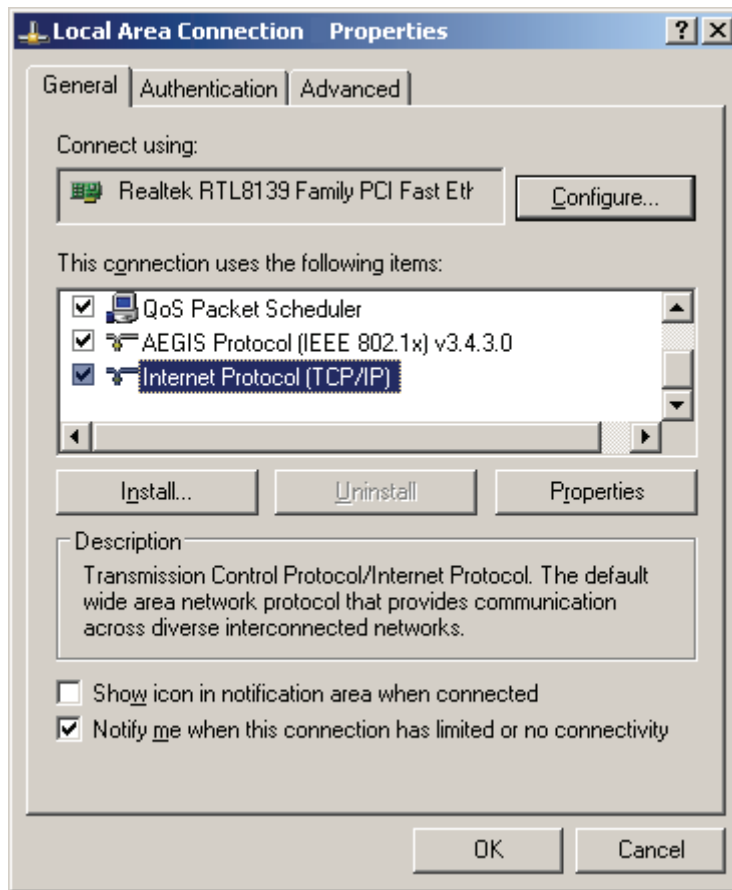 Local Area Connection Properties
General Authentication Advanced
Connect using:
Realtek RTL8139 Family PCI Fast Eth
Configure...
This connection uses the following items:
QoS Packet Scheduler
AEGIS Protocol (IEEE 802.1x) v3.4.3.0
Internet Protocol (TCP/IP)
Install... Uninstall Properties
Description
Transmission Control Protocol/Internet Protocol. The default
wide area network protocol that provides communication
across diverse interconnected networks.
Show icon in notification area when connected
Notify me when this connection has limited or no connectivity
OK Cancel